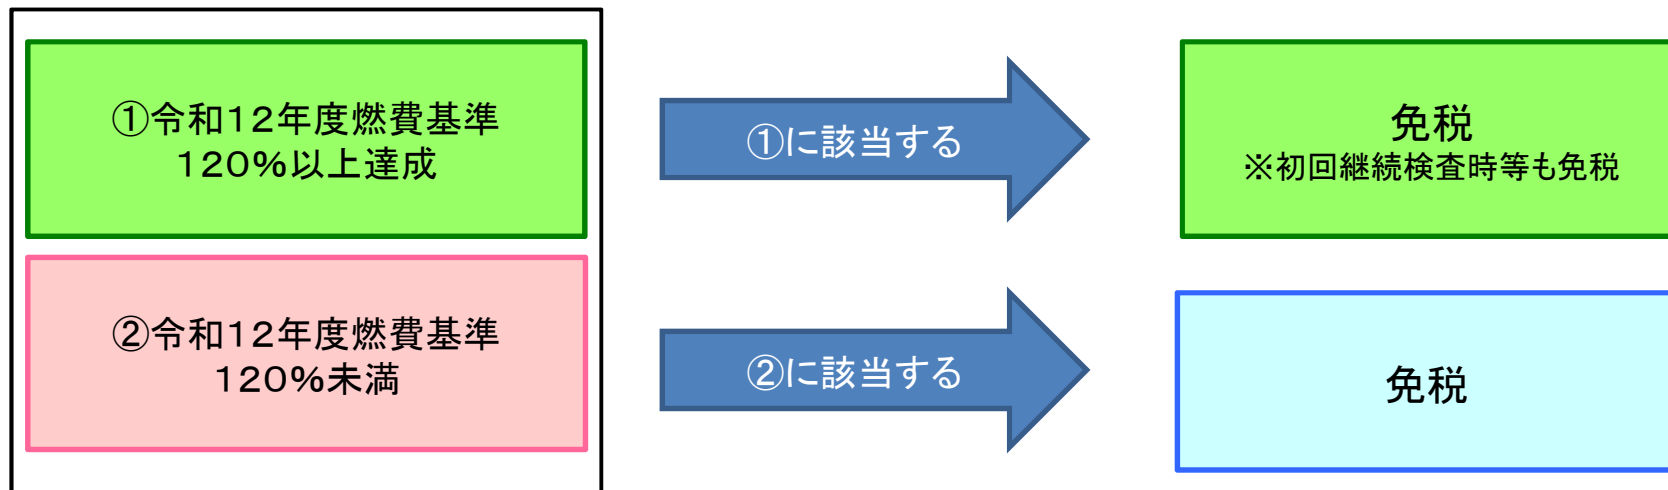 ①令和１２年度燃費基準
１２０％以上達成
①に該当する
免税
※初回継続検査時等も免税
②令和１２年度燃費基準
１２０％未満
②に該当する
免税